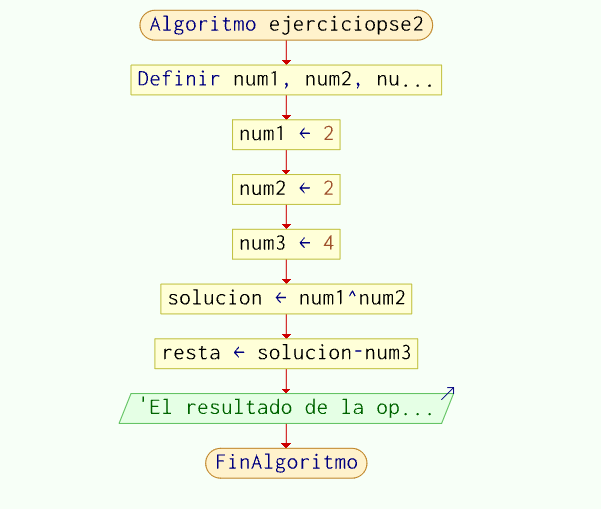 Algoritmo ejerciciopse2
Definir num1, num2, nu...
num1 ← 2
num2 ← 2
num3 ← 4
solucion ← num1^num2
resta ← solucion-num3
'El resultado de la op...
FinAlgoritmo